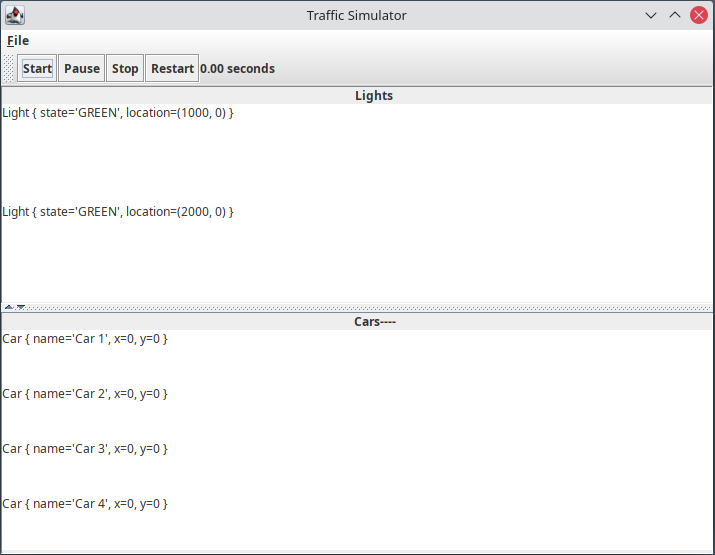 Traffic Simulator
File
Start Pause Stop Restart 0.00 seconds
Lights
Light { state='GREEN', location=(1000, 0) }
Light { state='GREEN', location=(2000, 0) }
Cars----
Car { name='Car 1', x=0, y=0 }
Car { name='Car 2', x=0, y=0 }
Car { name='Car 3', x=0, y=0 }
Car { name='Car 4', x=0, y=0 }